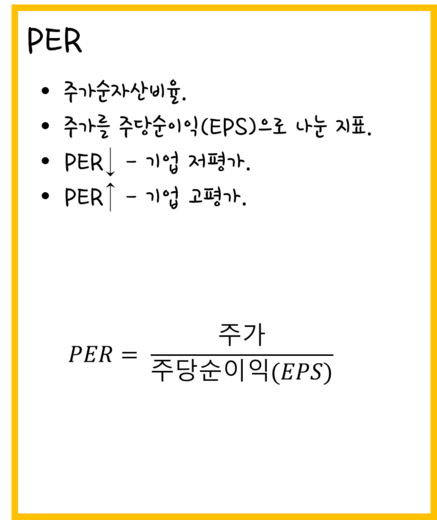 PER
• 주가순자산비율.
• 주가를 주당순이익(EPS)으로 나눈 지표.
• PER↓ - 기업 저평가.
• PER↑ - 기업 고평가.
PER = 주가 / 주당순이익(EPS)